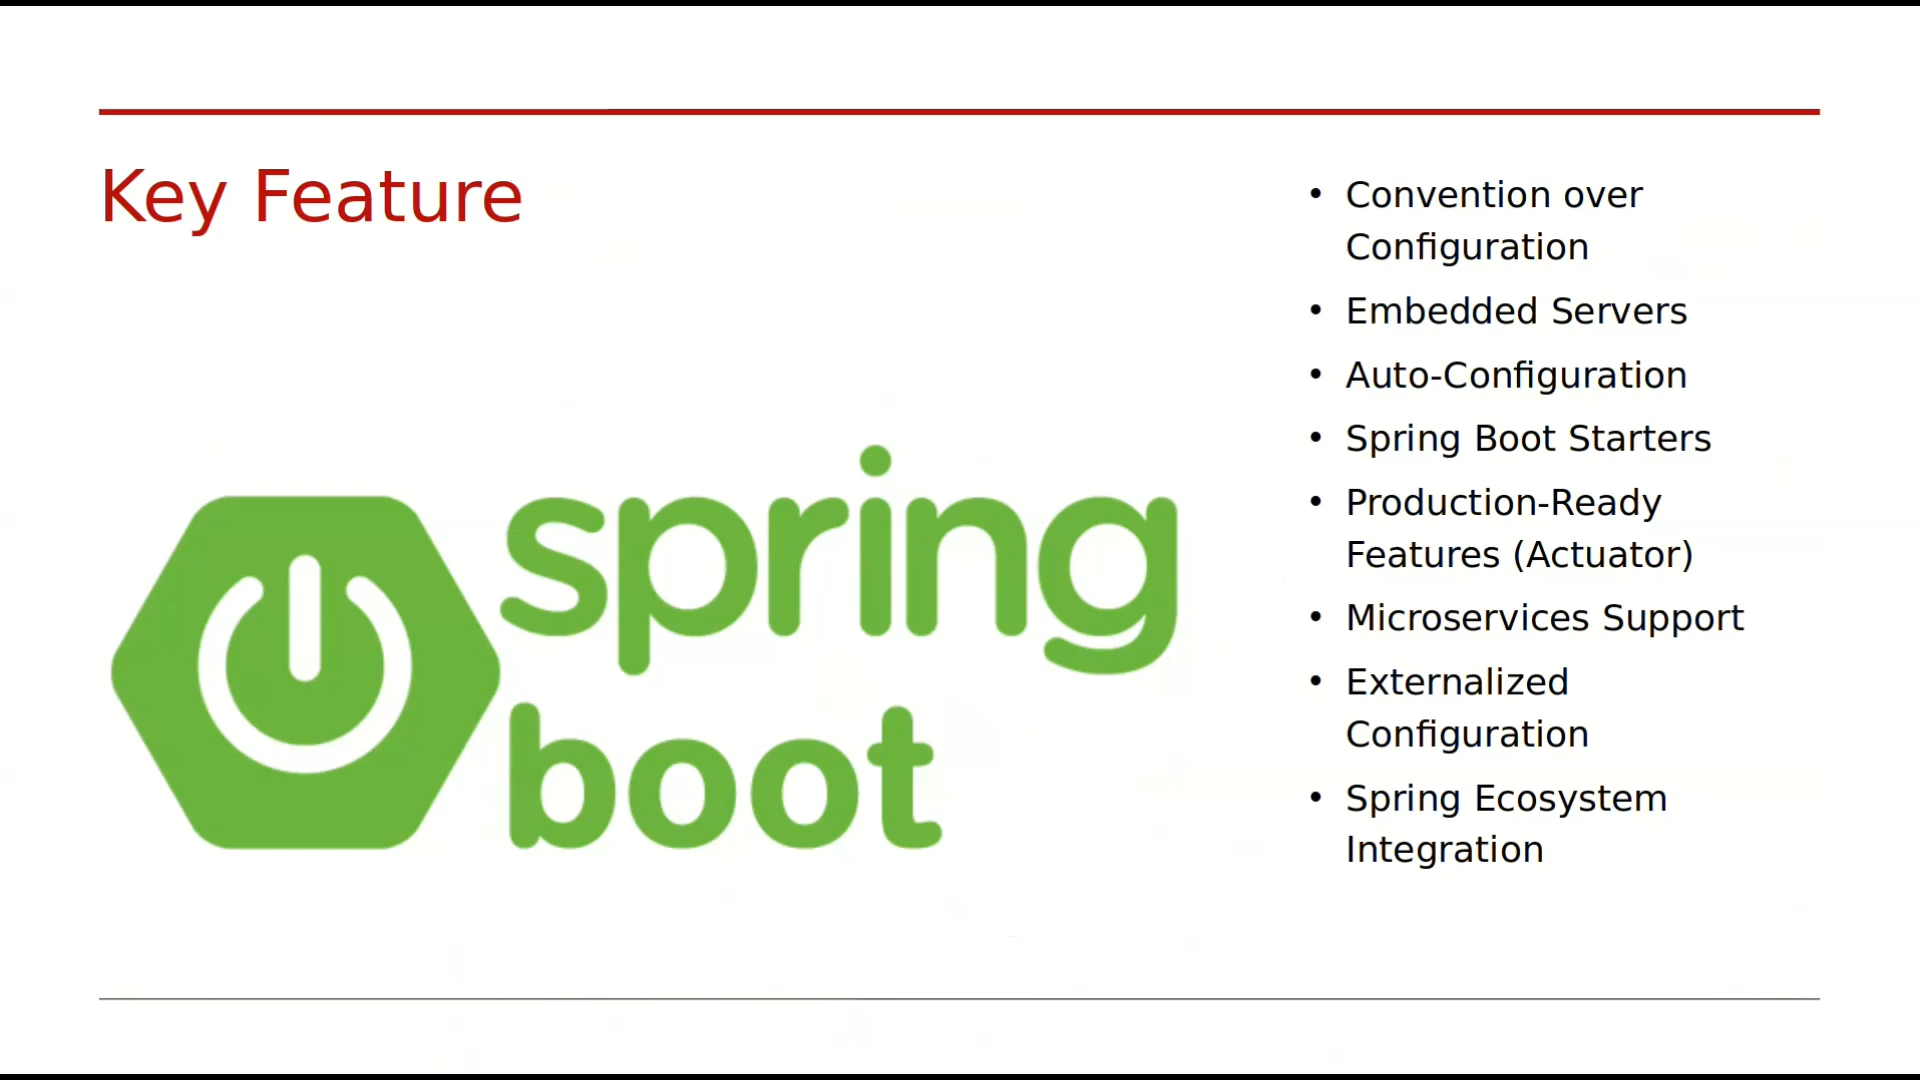 Key Feature
spring
boot
• Convention over
Configuration
• Embedded Servers
• Auto-Configuration
• Spring Boot Starters
• Production-Ready
Features (Actuator)
• Microservices Support
• Externalized
Configuration
• Spring Ecosystem
Integration